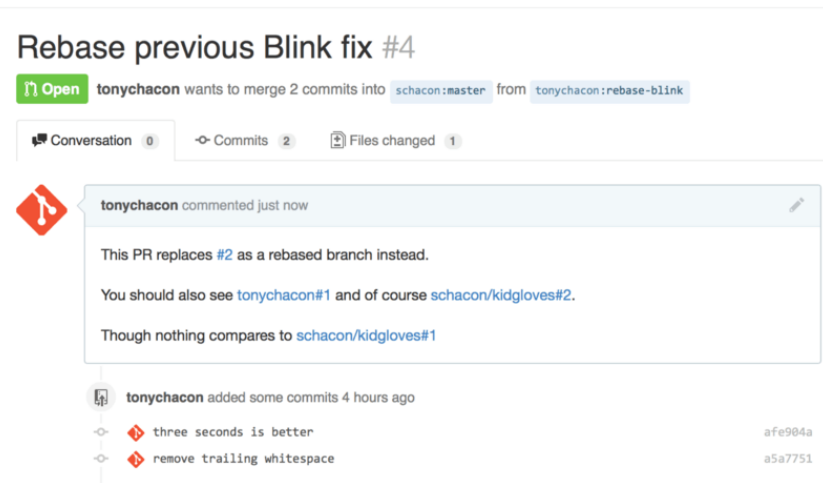 Rebase previous Blink fix #4
Open tonychacon wants to merge 2 commits into schacon:master from tonychacon:rebase-blink
Conversation 0 Commits 2 Files changed 1
tonychacon commented just now
This PR replaces #2 as a rebased branch instead.
You should also see tonychacon#1 and of course schacon/kidgloves#2.
Though nothing compares to schacon/kidgloves#1
tonychacon added some commits 4 hours ago
three seconds is better afe904a
remove trailing whitespace a5a7751